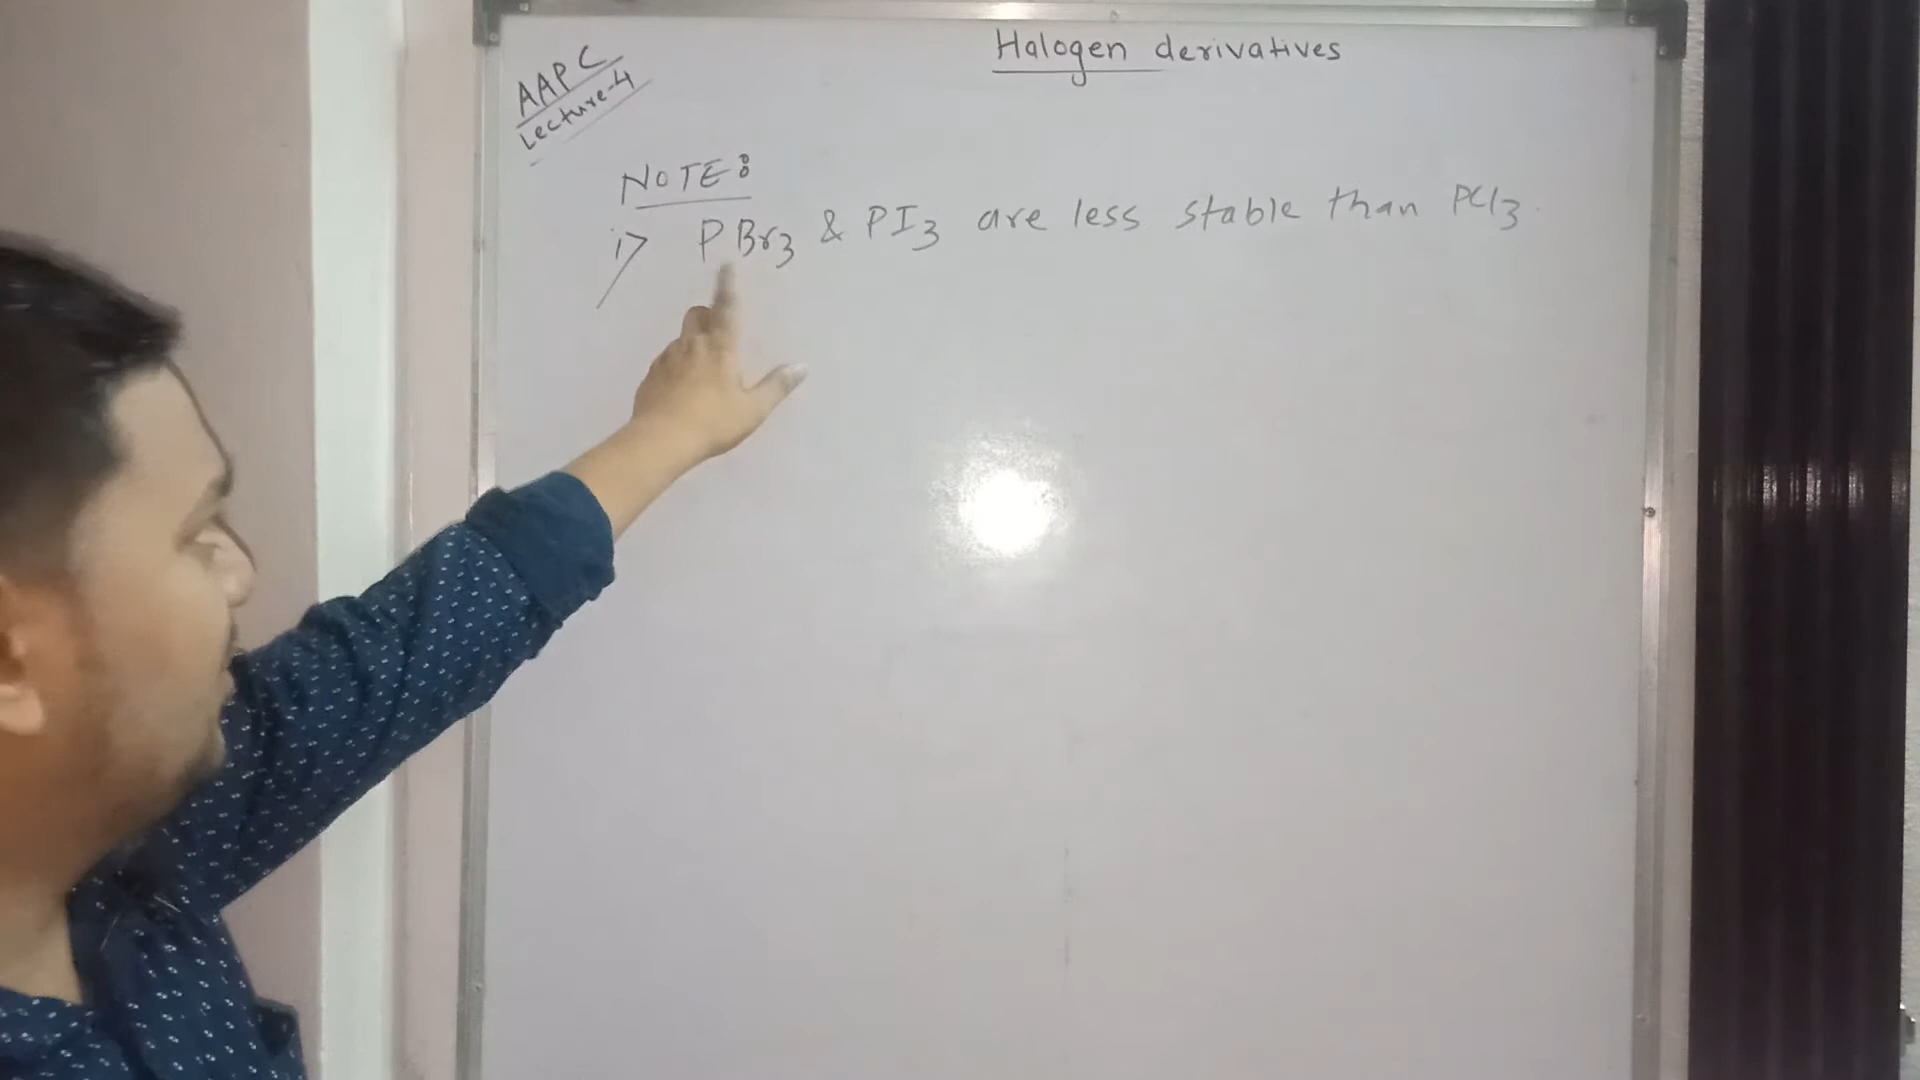 Halogen derivatives
AAPC
Lecture-4
NOTE:
i> PBr3 & PI3 are less stable than PCl3.